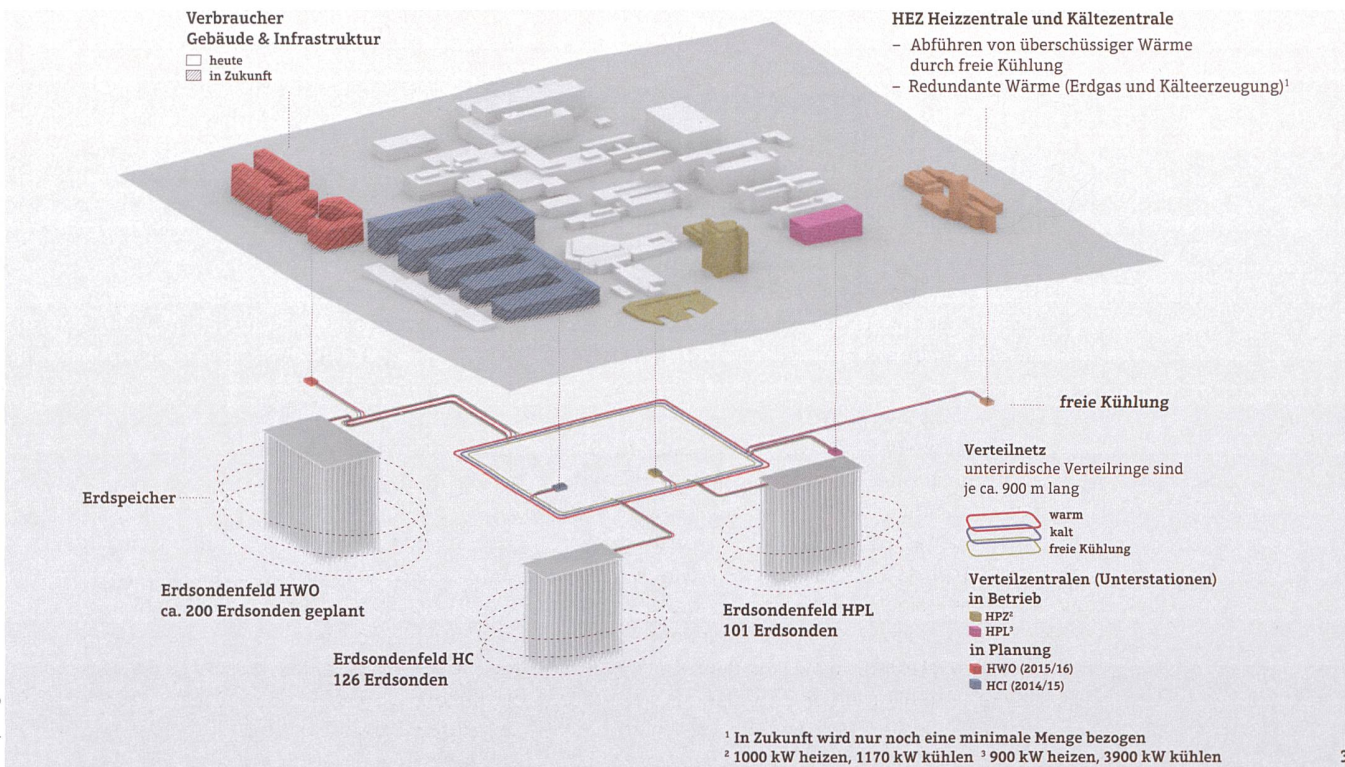 Verbraucher
Gebäude & Infrastruktur
heute
in Zukunft
HEZ Heizzentrale und Kältezentrale
– Abführen von überschüssiger Wärme
durch freie Kühlung
– Redundante Wärme (Erdgas und Kälteerzeugung)¹
freie Kühlung
Verteilnetz
unterirdische Verteilringe sind
je ca. 900 m lang
warm
kalt
freie Kühlung
Erdspeicher
Erdsondenfeld HWO
ca. 200 Erdsonden geplant
Erdsondenfeld HC
126 Erdsonden
Erdsondenfeld HPL
101 Erdsonden
Verteilzentralen (Unterstationen)
in Betrieb
HPZ²
HPL³
in Planung
HWO (2015/16)
HCI (2014/15)
¹ In Zukunft wird nur noch eine minimale Menge bezogen
² 1000 kW heizen, 1170 kW kühlen ³ 900 kW heizen, 3900 kW kühlen